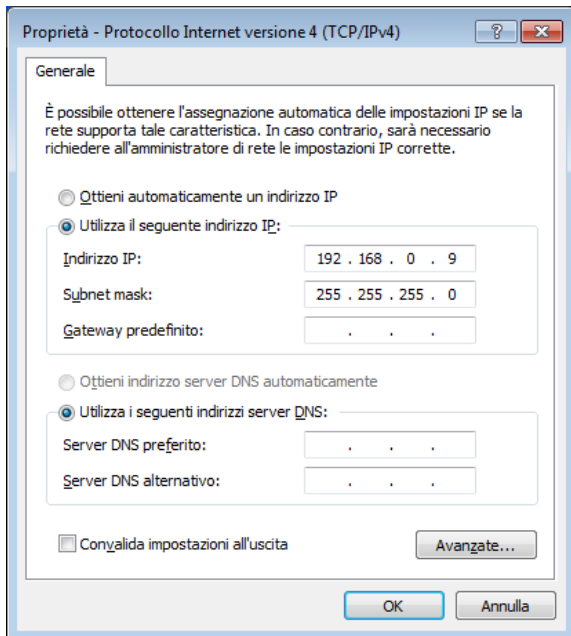 Proprietà - Protocollo Internet versione 4 (TCP/IPv4)
Generale
È possibile ottenere l'assegnazione automatica delle impostazioni IP se la
rete supporta tale caratteristica. In caso contrario, sarà necessario
richiedere all'amministratore di rete le impostazioni IP corrette.
Ottieni automaticamente un indirizzo IP
Utilizza il seguente indirizzo IP:
Indirizzo IP: 192 . 168 . 0 . 9
Subnet mask: 255 . 255 . 255 . 0
Gateway predefinito: . . .
Ottieni indirizzo server DNS automaticamente
Utilizza i seguenti indirizzi server DNS:
Server DNS preferito: . . .
Server DNS alternativo: . . .
Convalida impostazioni all'uscita Avanzate...
OK Annulla